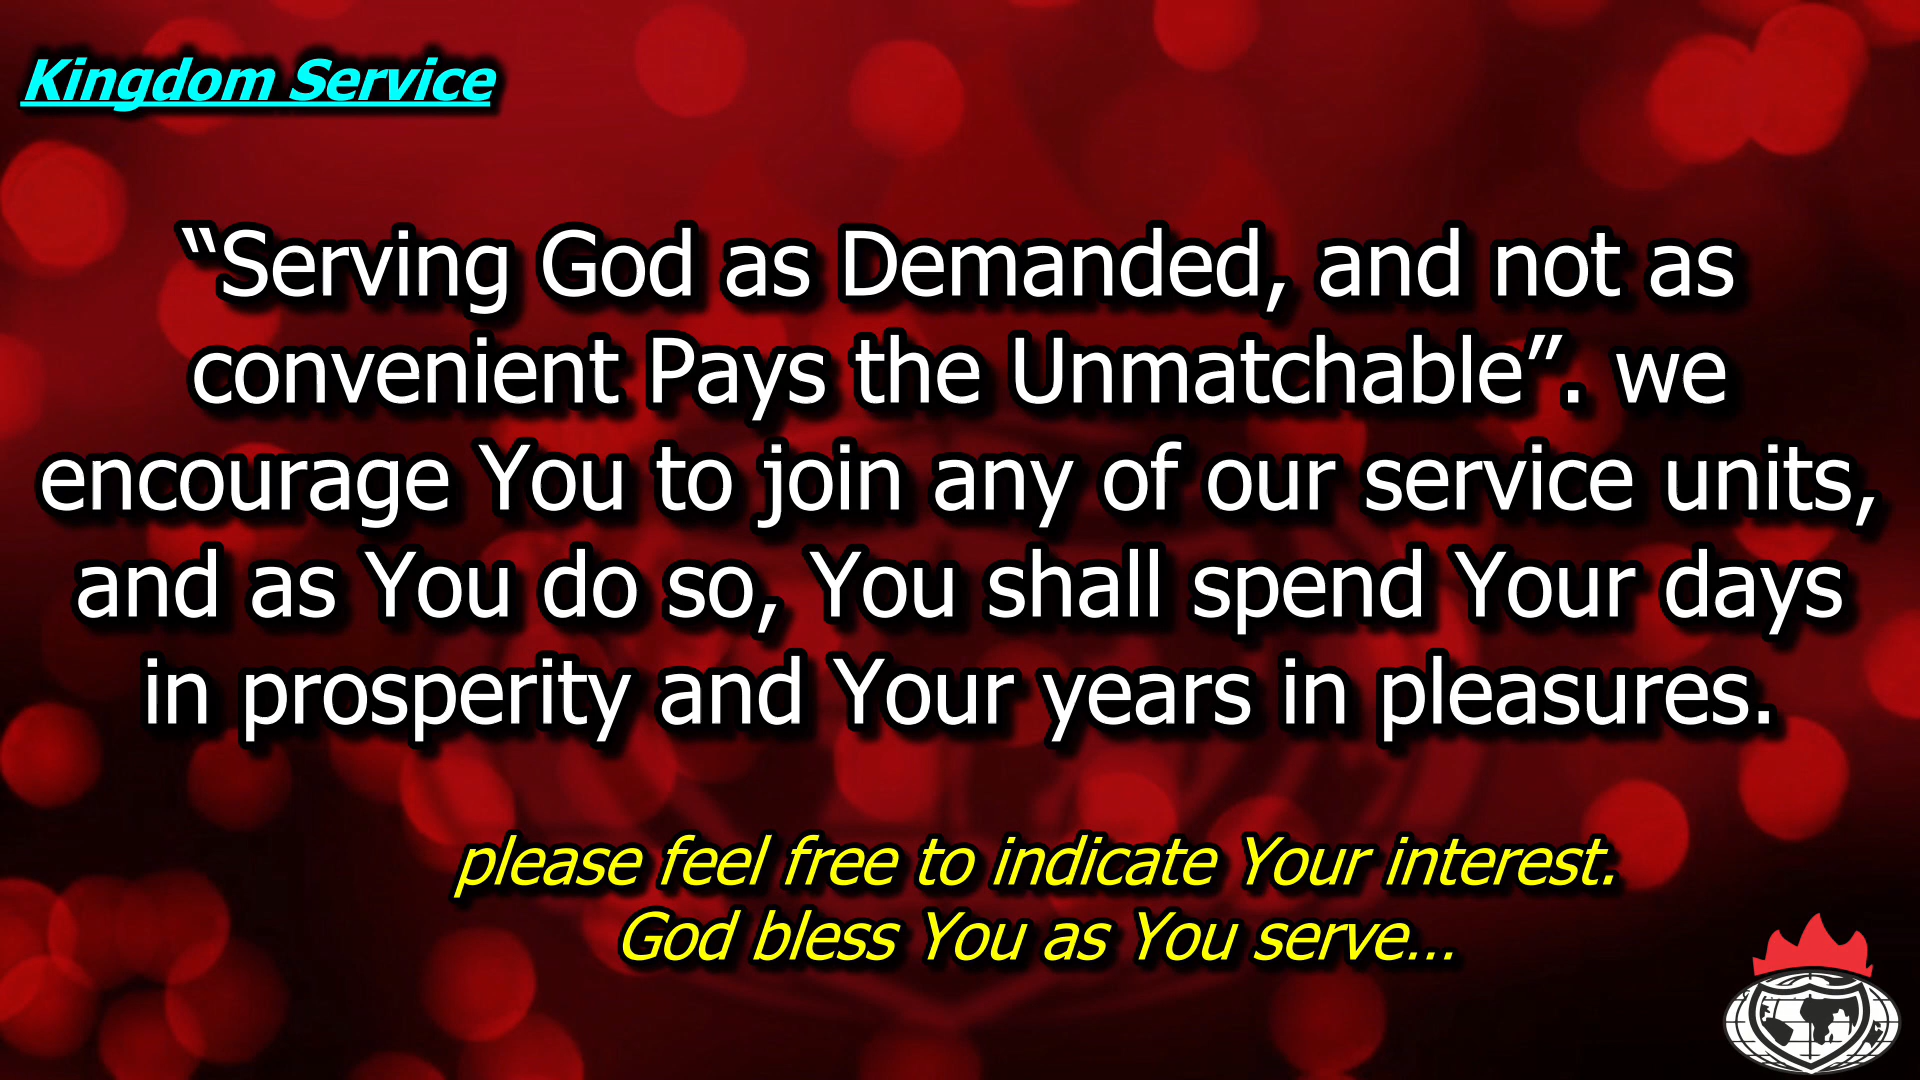 Kingdom Service
“Serving God as Demanded, and not as
convenient Pays the Unmatchable”. we
encourage You to join any of our service units,
and as You do so, You shall spend Your days
in prosperity and Your years in pleasures.
please feel free to indicate Your interest.
God bless You as You serve...